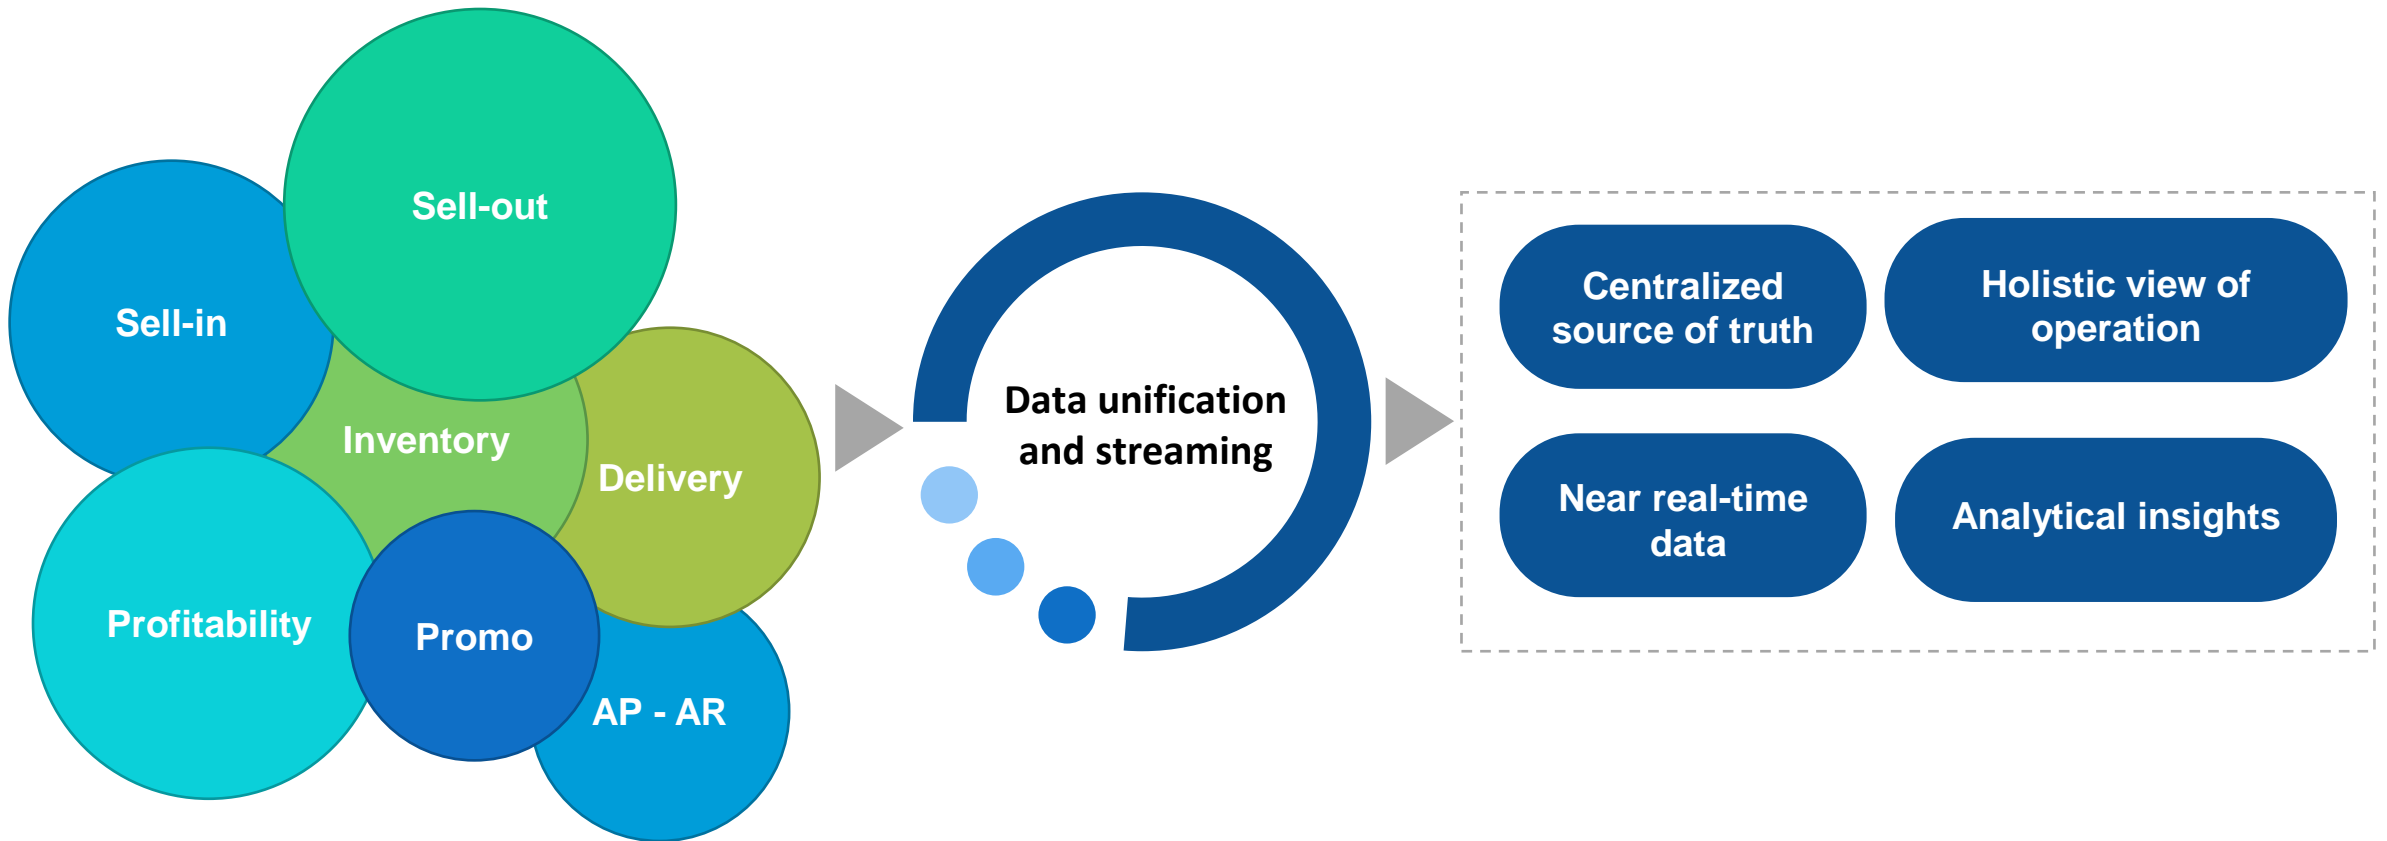 Sell-out
Sell-in
Inventory
Delivery
Profitability
Promo
AP - AR
Data unification
and streaming
Centralized
source of truth
Holistic view of
operation
Near real-time
data
Analytical insights